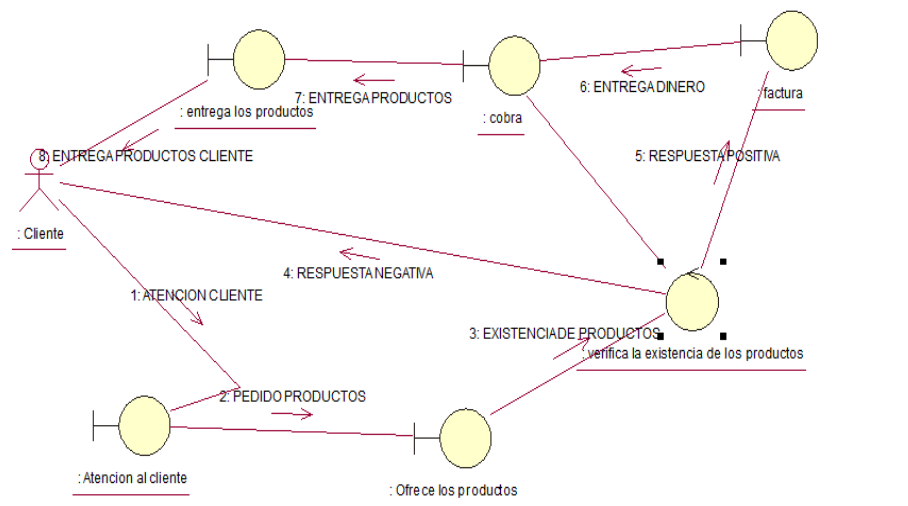 7: ENTREGA PRODUCTOS
6: ENTREGA DINERO
: factura
: entrega los productos
: cobra
8: ENTREGA PRODUCTOS CLIENTE
5: RESPUESTA POSITIVA
: Cliente
4: RESPUESTA NEGATIVA
1: ATENCION CLIENTE
3: EXISTENCIA DE PRODUCTOS
: verifica la existencia de los productos
2: PEDIDO PRODUCTOS
: Atencion al cliente
: Ofrece los productos